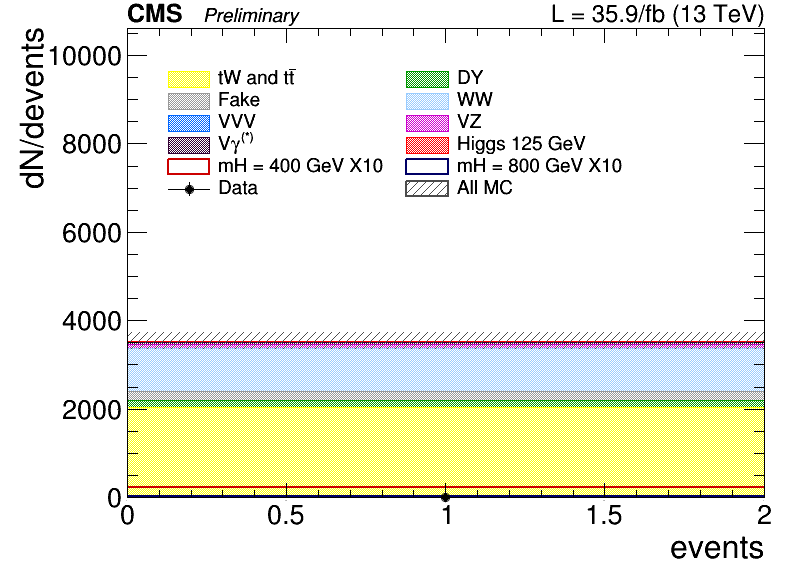 CMS Preliminary L = 35.9/fb (13 TeV)
dN/devents
10000
8000
6000
4000
2000
0
tW and tt̄ DY
Fake WW
VVV VZ
Vγ(*) Higgs 125 GeV
mH = 400 GeV X10 mH = 800 GeV X10
Data All MC
0 0.5 1 1.5 2
events